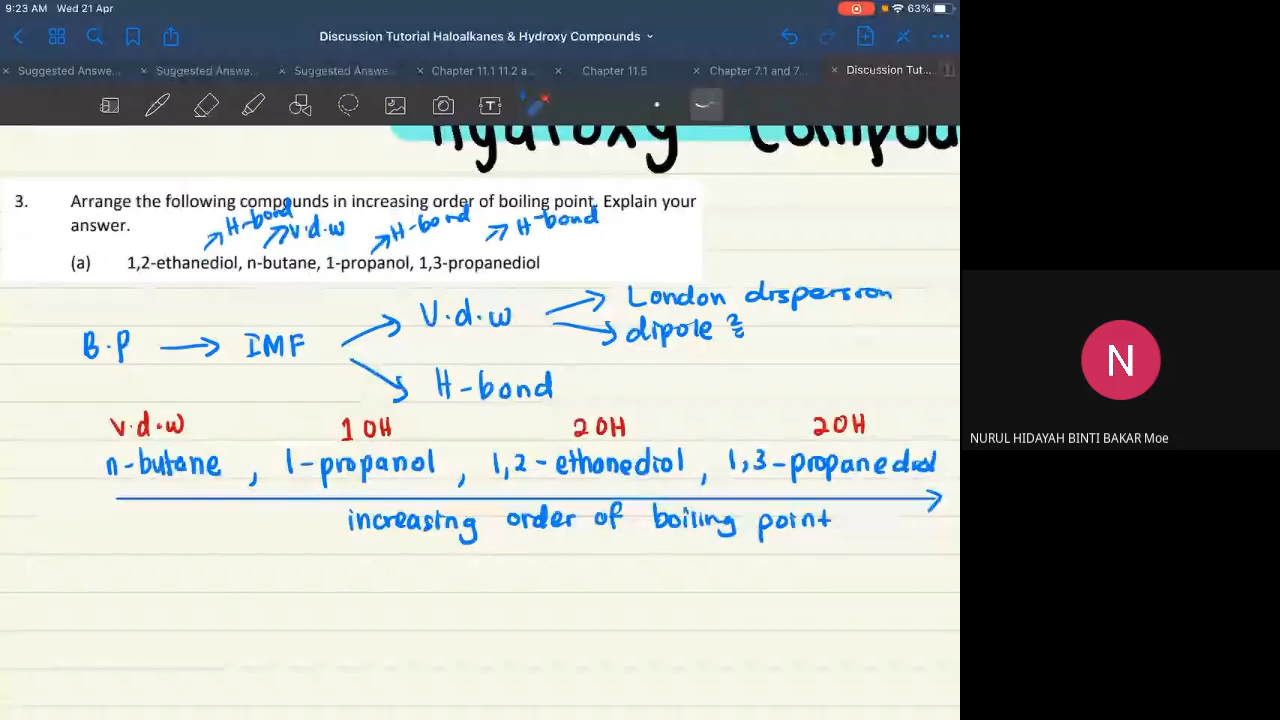 9:23 AM Wed 21 Apr
63%
Discussion Tutorial Haloalkanes & Hydroxy Compounds
Suggested Answe...
Suggested Answe...
Suggested Answe...
Chapter 11.1 11.2 a...
Chapter 11.5
Chapter 7.1 and 7...
Discussion Tut...
Hydroxy Compou
3. Arrange the following compounds in increasing order of boiling point. Explain your
answer.
H-bond V.d.w H-bond H-bond
(a) 1,2-ethanediol, n-butane, 1-propanol, 1,3-propanediol
B.P → IMF
V.d.w
London dispersion
dipole
H-bond
V.d.w 1 OH 2 OH 2 OH
n-butane, 1-propanol, 1,2-ethonediol, 1,3-propanediol
increasing order of boiling point
N
NURUL HIDAYAH BINTI BAKAR Moe